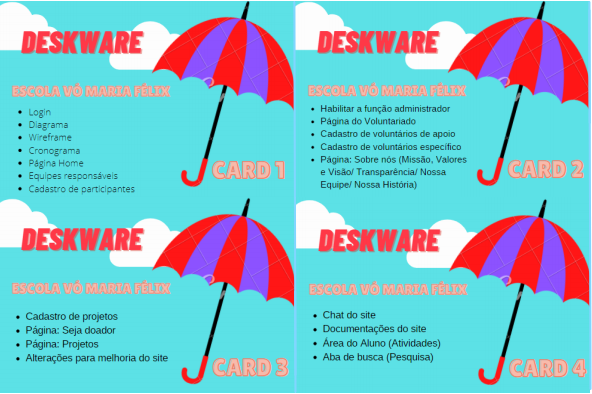 DESKWARE
ESCOLA VÓ MARIA FÉLIX
• Login
• Diagrama
• Wireframe
• Cronograma
• Página Home
• Equipes responsáveis
• Cadastro de participantes
CARD 1
DESKWARE
ESCOLA VÓ MARIA FÉLIX
• Habilitar a função administrador
• Página do Voluntariado
• Cadastro de voluntários de apoio
• Cadastro de voluntários específico
• Página: Sobre nós (Missão, Valores
e Visão/ Transparência/ Nossa
Equipe/ Nossa História)
CARD 2
DESKWARE
ESCOLA VÓ MARIA FÉLIX
• Cadastro de projetos
• Página: Seja doador
• Página: Projetos
• Alterações para melhoria do site
CARD 3
DESKWARE
ESCOLA VÓ MARIA FÉLIX
• Chat do site
• Documentações do site
• Área do Aluno (Atividades)
• Aba de busca (Pesquisa)
CARD 4